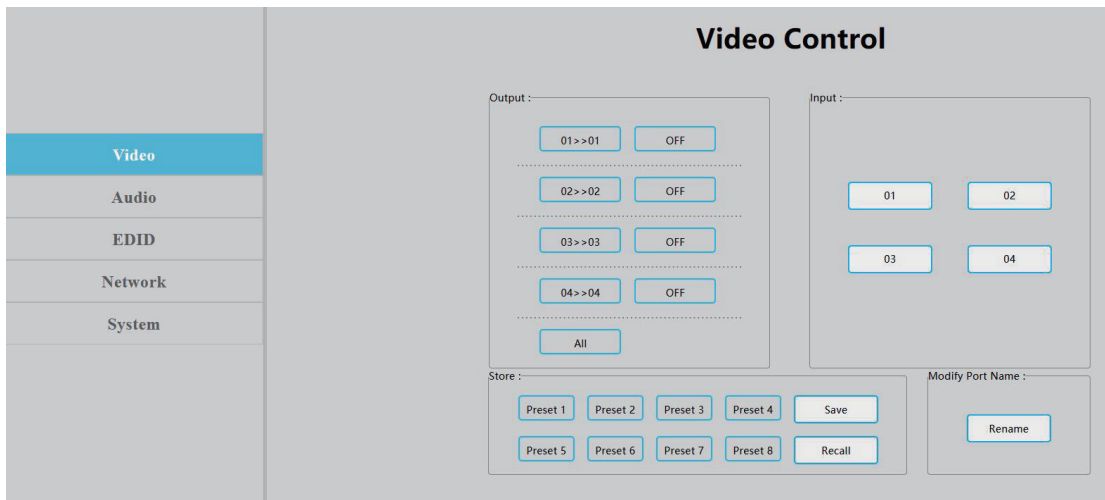 Video Control
Video
Audio
EDID
Network
System
Output :
01>>01 OFF
02>>02 OFF
03>>03 OFF
04>>04 OFF
All
Input :
01 02
03 04
Store :
Preset 1 Preset 2 Preset 3 Preset 4 Save
Preset 5 Preset 6 Preset 7 Preset 8 Recall
Modify Port Name :
Rename